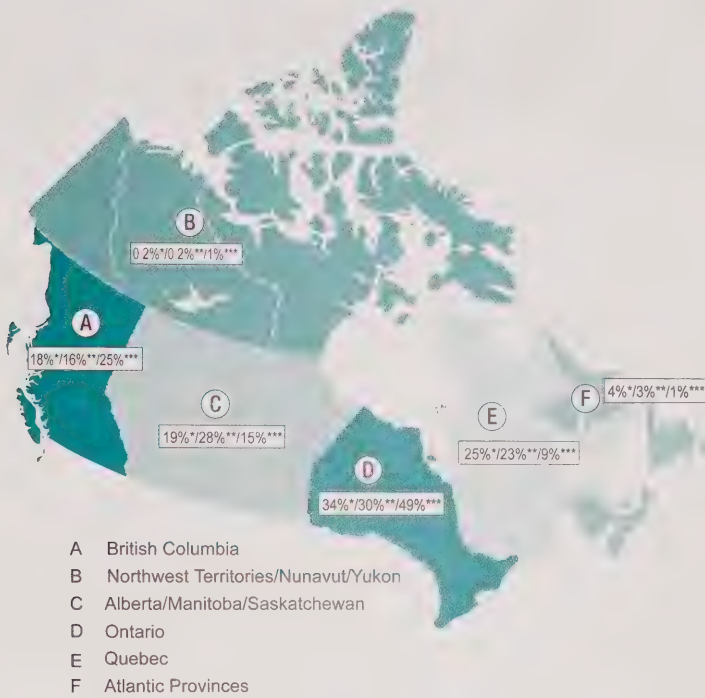 B
0 2%*/0 2%**/1%***
A
18%*/16%**/25%***
F
4%*/3%**/1%***
C
19%*/28%**/15%***
E
25%*/23%**/9%***
D
34%*/30%**/49%***
A British Columbia
B Northwest Territories/Nunavut/Yukon
C Alberta/Manitoba/Saskatchewan
D Ontario
E Quebec
F Atlantic Provinces